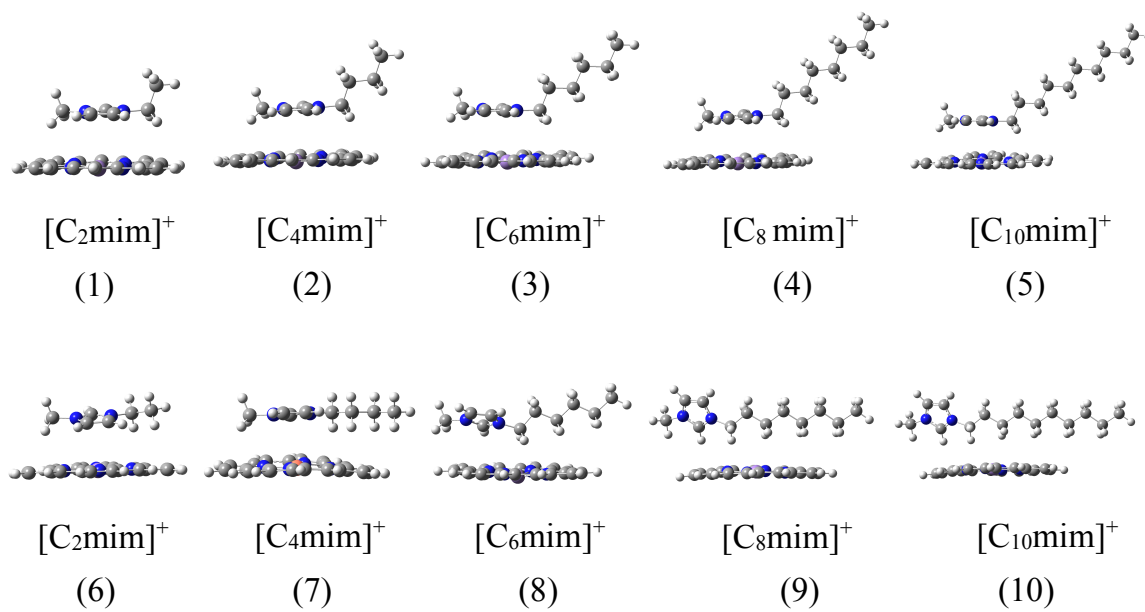 [C₂mim]⁺ [C₄mim]⁺ [C₆mim]⁺ [C₈ mim]⁺ [C₁₀mim]⁺
(1) (2) (3) (4) (5)
[C₂mim]⁺ [C₄mim]⁺ [C₆mim]⁺ [C₈mim]⁺ [C₁₀mim]⁺
(6) (7) (8) (9) (10)